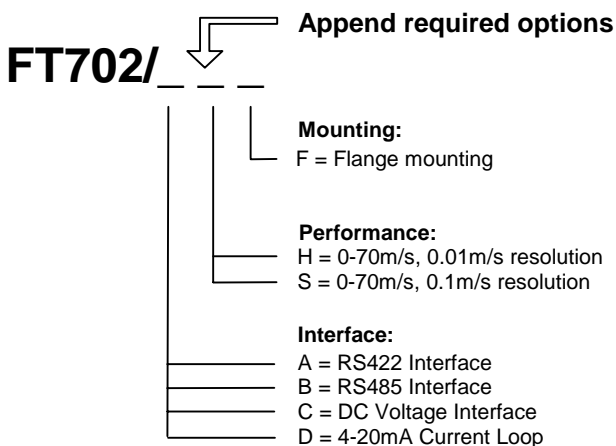 Append required options
FT702/_ _ _
Mounting:
F = Flange mounting
Performance:
H = 0-70m/s, 0.01m/s resolution
S = 0-70m/s, 0.1m/s resolution
Interface:
A = RS422 Interface
B = RS485 Interface
C = DC Voltage Interface
D = 4-20mA Current Loop